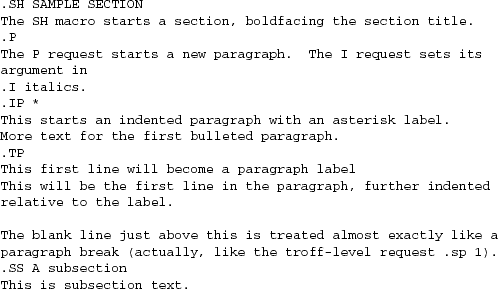 .SH SAMPLE SECTION
The SH macro starts a section, boldfacing the section title.
.P
The P request starts a new paragraph.  The I request sets its
argument in
.I italics.
.IP *
This starts an indented paragraph with an asterisk label.
More text for the first bulleted paragraph.
.TP
This first line will become a paragraph label
This will be the first line in the paragraph, further indented
relative to the label.

The blank line just above this is treated almost exactly like a
paragraph break (actually, like the troff-level request .sp 1).
.SS A subsection
This is subsection text.